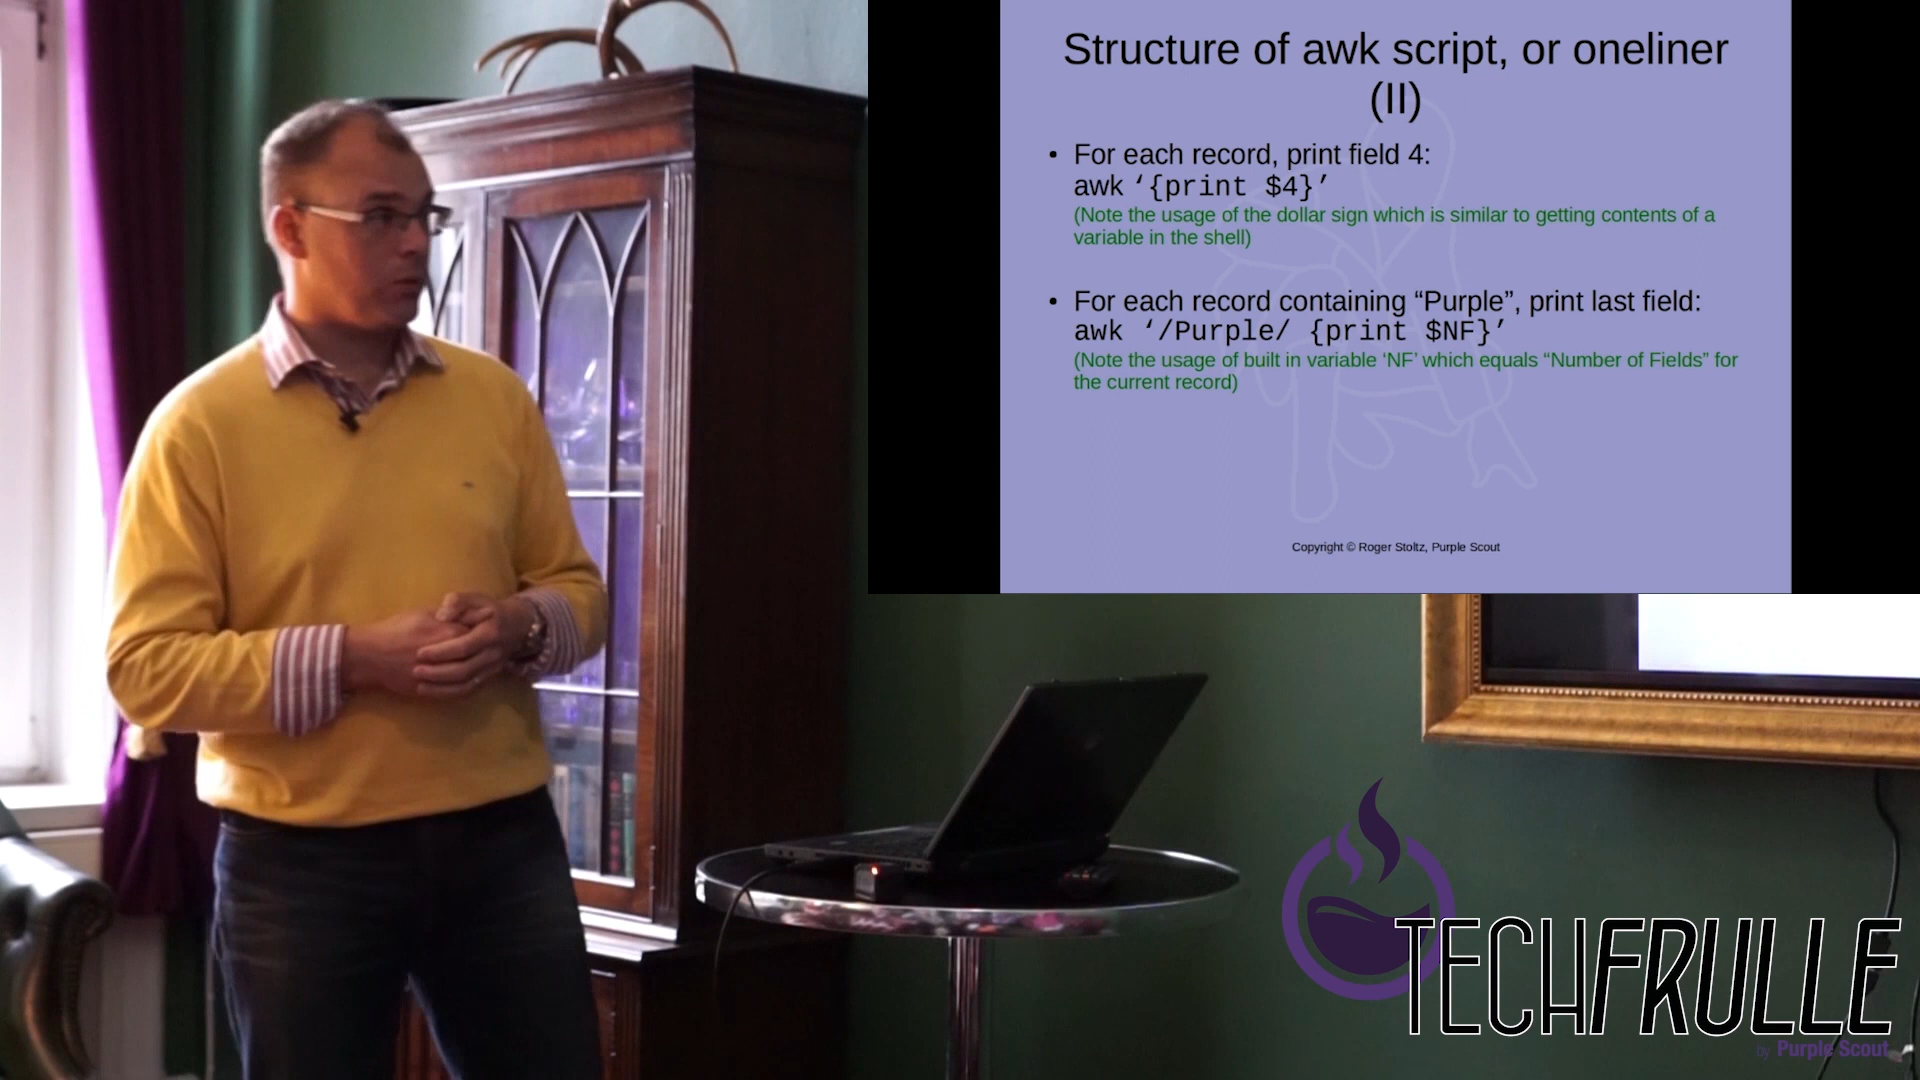 Structure of awk script, or oneliner
(II)
• For each record, print field 4:
awk ‘{print $4}’
(Note the usage of the dollar sign which is similar to getting contents of a
variable in the shell)
• For each record containing “Purple”, print last field:
awk ‘/Purple/ {print $NF}’
(Note the usage of built in variable ‘NF’ which equals “Number of Fields” for
the current record)
Copyright © Roger Stoltz, Purple Scout
TECHFRULLE
by Purple Scout